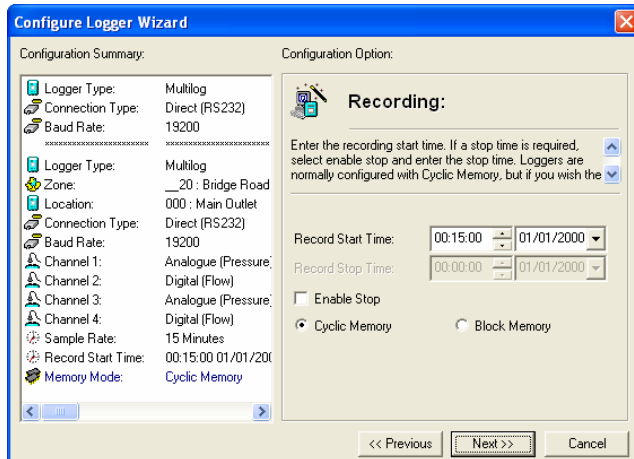 Configure Logger Wizard
Configuration Summary:
Logger Type: Multilog
Connection Type: Direct (RS232)
Baud Rate: 19200
******************** ********************
Logger Type: Multilog
Zone: __20 : Bridge Road
Location: 000 : Main Outlet
Connection Type: Direct (RS232)
Baud Rate: 19200
Channel 1: Analogue (Pressure)
Channel 2: Digital (Flow)
Channel 3: Analogue (Pressure)
Channel 4: Digital (Flow)
Sample Rate: 15 Minutes
Record Start Time: 00:15:00 01/01/200
Memory Mode: Cyclic Memory
Configuration Option:
Recording:
Enter the recording start time. If a stop time is required,
select enable stop and enter the stop time. Loggers are
normally configured with Cyclic Memory, but if you wish the
Record Start Time: 00:15:00 01/01/2000
Record Stop Time: 00:00:00 01/01/2000
Enable Stop
Cyclic Memory Block Memory
<< Previous Next >> Cancel